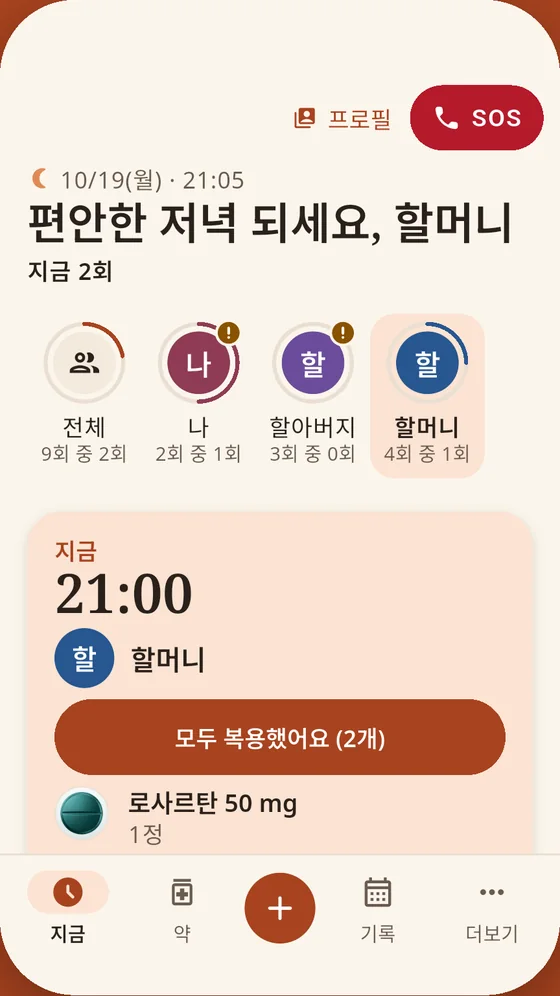 프로필
SOS
10/19(월) · 21:05
편안한 저녁 되세요, 할머니
지금 2회
나
할
할
전체
나
할아버지
할머니
9회 중 2회
2회 중 1회
3회 중 0회
4회 중 1회
지금
21:00
할
할머니
모두 복용했어요 (2개)
로사르탄 50 mg
1정
지금
약
기록
더보기